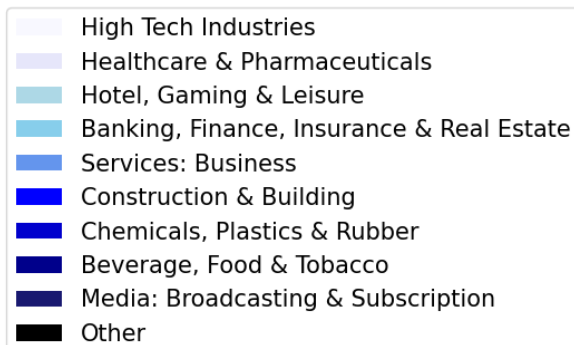 High Tech Industries
Healthcare & Pharmaceuticals
Hotel, Gaming & Leisure
Banking, Finance, Insurance & Real Estate
Services: Business
Construction & Building
Chemicals, Plastics & Rubber
Beverage, Food & Tobacco
Media: Broadcasting & Subscription
Other